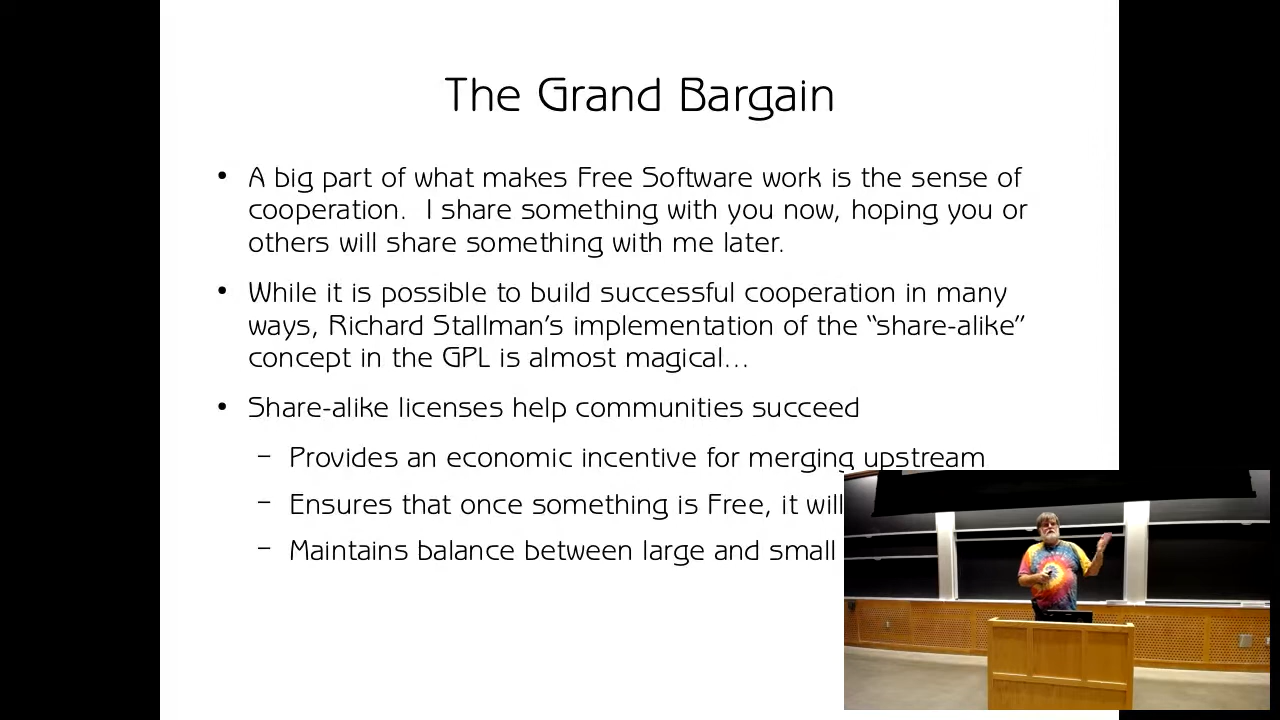 The Grand Bargain
• A big part of what makes Free Software work is the sense of
cooperation.  I share something with you now, hoping you or
others will share something with me later.
• While it is possible to build successful cooperation in many
ways, Richard Stallman’s implementation of the “share-alike”
concept in the GPL is almost magical...
• Share-alike licenses help communities succeed
– Provides an economic incentive for merging upstream
– Ensures that once something is Free, it will
– Maintains balance between large and small